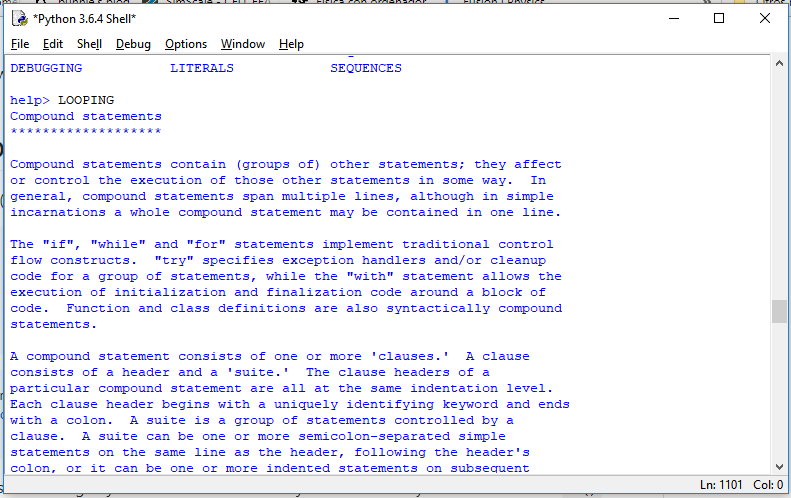 *Python 3.6.4 Shell*
File Edit Shell Debug Options Window Help
DEBUGGING LITERALS SEQUENCES
help> LOOPING
Compound statements
*******************
Compound statements contain (groups of) other statements; they affect
or control the execution of those other statements in some way.  In
general, compound statements span multiple lines, although in simple
incarnations a whole compound statement may be contained in one line.
The "if", "while" and "for" statements implement traditional control
flow constructs.  "try" specifies exception handlers and/or cleanup
code for a group of statements, while the "with" statement allows the
execution of initialization and finalization code around a block of
code.  Function and class definitions are also syntactically compound
statements.
A compound statement consists of one or more 'clauses.'  A clause
consists of a header and a 'suite.'  The clause headers of a
particular compound statement are all at the same indentation level.
Each clause header begins with a uniquely identifying keyword and ends
with a colon.  A suite is a group of statements controlled by a
clause.  A suite can be one or more semicolon-separated simple
statements on the same line as the header, following the header's
colon, or it can be one or more indented statements on subsequent
Ln: 1101 Col: 0